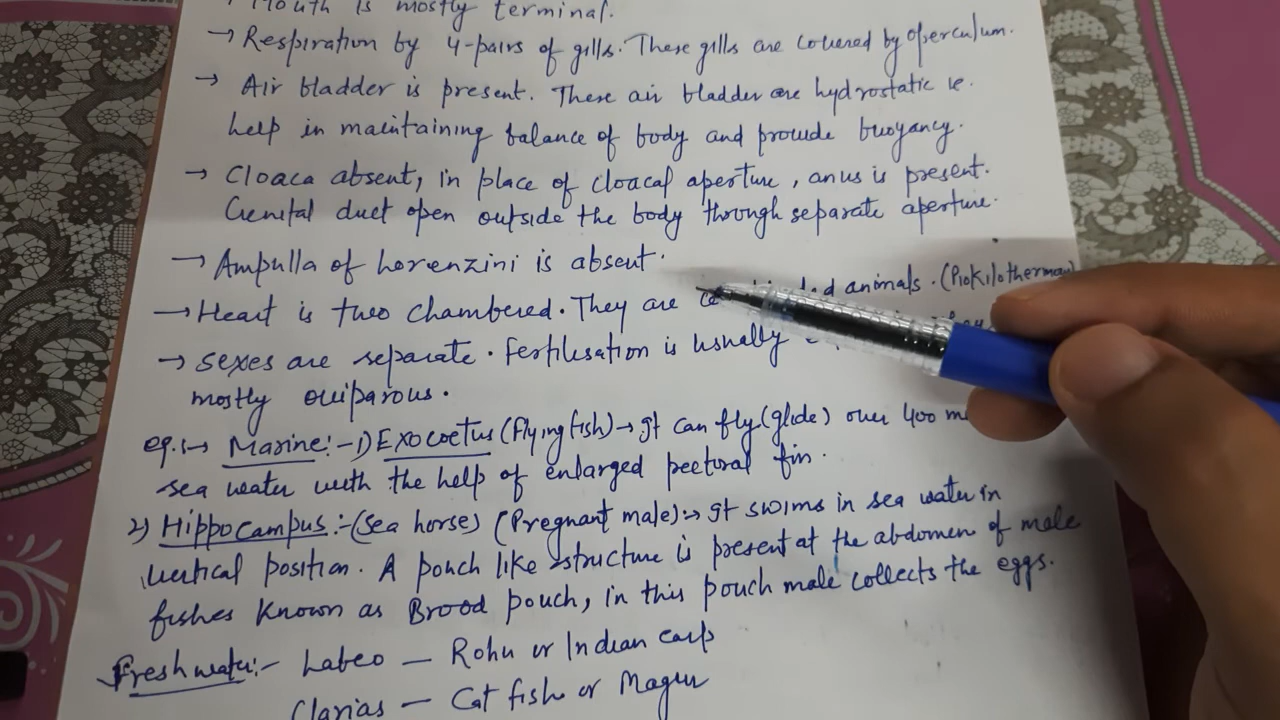 → Mouth is mostly terminal.
→ Respiration by 4-pairs of gills. These gills are covered by operculum.
→ Air bladder is present. These air bladder are hydrostatic ie.
help in maintaining balance of body and provide buoyancy.
→ Cloaca absent, in place of cloacal aperture, anus is present.
Genital duct open outside the body through separate aperture.
→ Ampulla of Lorenzini is absent.
→ Heart is two chambered. They are animals. (Piokilothermous)
→ Sexes are separate. Fertilisation is usually
mostly oviparous.
eg.:→ Marine:-1) Exocoetus (Flying fish)→ It can fly (glide) over 400 m
sea water with the help of enlarged pectoral fin.
2) Hippocampus:-(Sea horse) (Pregnant male):→ It swims in sea water in
vertical position. A pouch like structure is present at the abdomen of male
fishes known as Brood pouch, in this pouch male collects the eggs.
Freshwater:- Labeo — Rohu or Indian carp
Clarias — Cat fish or Magur